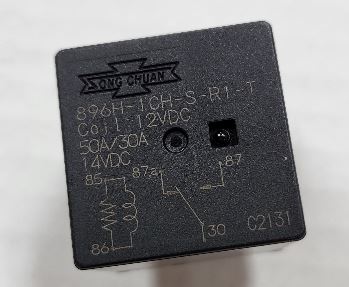 SONG CHUAN
896H-1CH-S-R1-T
Coil 12VDC
50A/30A
14VDC
87a
87
85
86
30
C2131